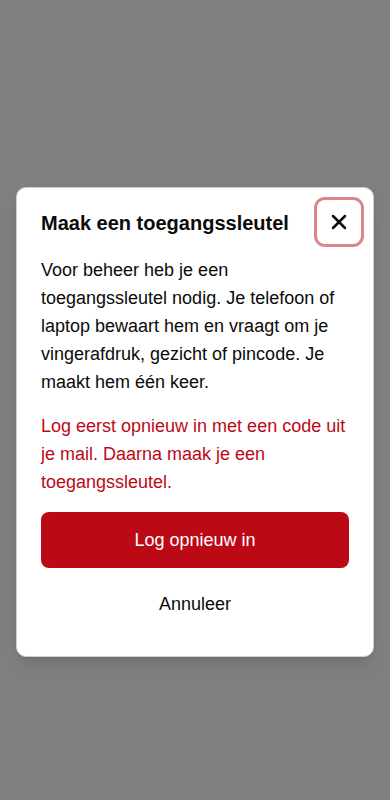 Maak een toegangssleutel
Voor beheer heb je een
toegangssleutel nodig. Je telefoon of
laptop bewaart hem en vraagt om je
vingerafdruk, gezicht of pincode. Je
maakt hem één keer.
Log eerst opnieuw in met een code uit
je mail. Daarna maak je een
toegangssleutel.
Log opnieuw in
Annuleer